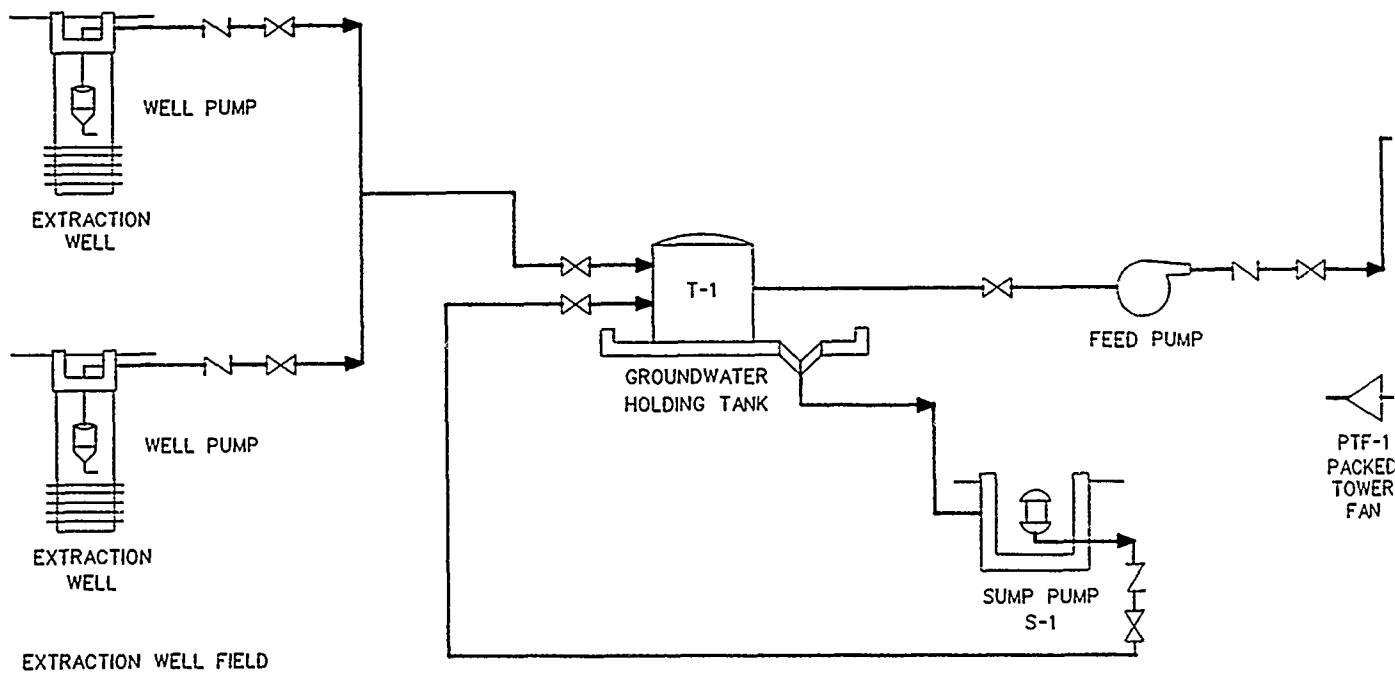 WELL PUMP
EXTRACTION
WELL
T-1
FEED PUMP
GROUNDWATER
HOLDING TANK
WELL PUMP
PTF-1
PACKED
TOWER
FAN
EXTRACTION
WELL
SUMP PUMP
S-1
EXTRACTION WELL FIELD